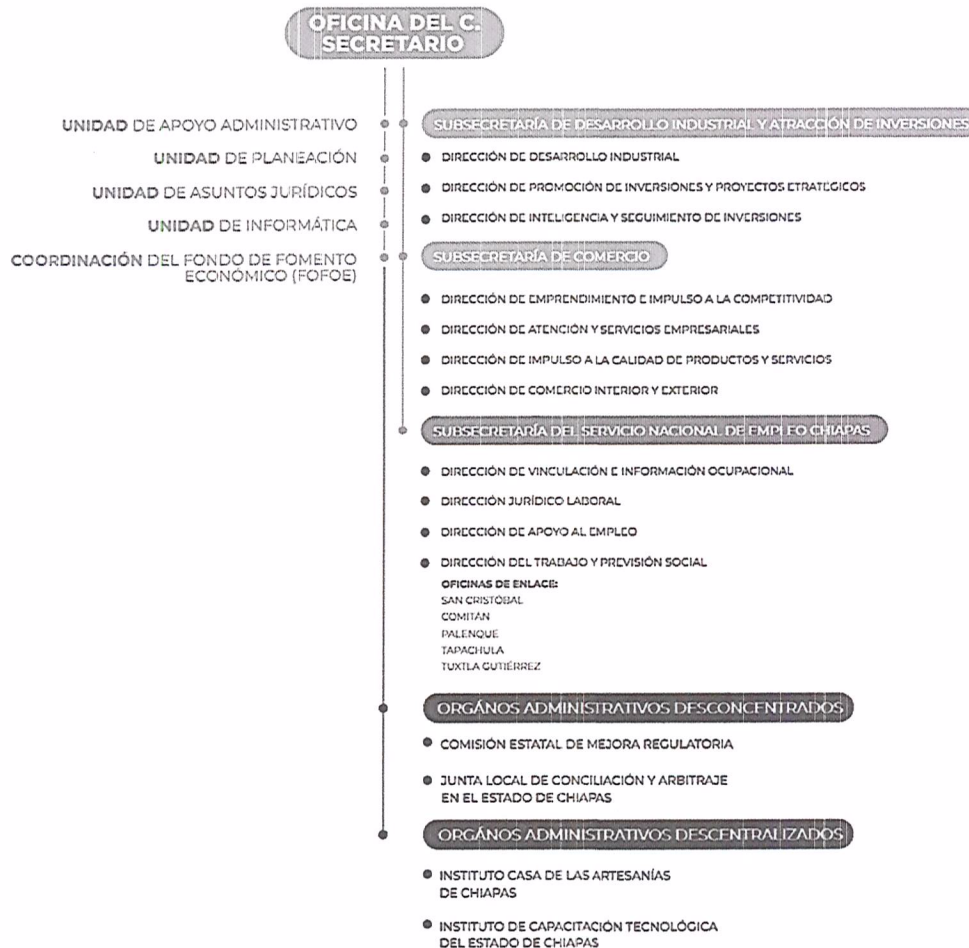 OFICINA DEL C.
SECRETARIO
UNIDAD DE APOYO ADMINISTRATIVO
UNIDAD DE PLANEACIÓN
UNIDAD DE ASUNTOS JURÍDICOS
UNIDAD DE INFORMÁTICA
COORDINACIÓN DEL FONDO DE FOMENTO
ECONÓMICO (FOFOE)
SUBSECRETARÍA DE DESARROLLO INDUSTRIAL Y ATRACCIÓN DE INVERSIONES
DIRECCIÓN DE DESARROLLO INDUSTRIAL
DIRECCIÓN DE PROMOCIÓN DE INVERSIONES Y PROYECTOS ETRATÉGICOS
DIRECCIÓN DE INTELIGENCIA Y SEGUIMIENTO DE INVERSIONES
SUBSECRETARÍA DE COMERCIO
DIRECCIÓN DE EMPRENDIMIENTO E IMPULSO A LA COMPETITIVIDAD
DIRECCIÓN DE ATENCIÓN Y SERVICIOS EMPRESARIALES
DIRECCIÓN DE IMPULSO A LA CALIDAD DE PRODUCTOS Y SERVICIOS
DIRECCIÓN DE COMERCIO INTERIOR Y EXTERIOR
SUBSECRETARÍA DEL SERVICIO NACIONAL DE EMPLEO CHIAPAS
DIRECCIÓN DE VINCULACIÓN E INFORMACIÓN OCUPACIONAL
DIRECCIÓN JURÍDICO LABORAL
DIRECCIÓN DE APOYO AL EMPLEO
DIRECCIÓN DEL TRABAJO Y PREVISIÓN SOCIAL
OFICINAS DE ENLACE:
SAN CRISTÓBAL
COMITÁN
PALENQUE
TAPACHULA
TUXTLA GUTIÉRREZ
ORGÁNOS ADMINISTRATIVOS DESCONCENTRADOS
COMISIÓN ESTATAL DE MEJORA REGULATORIA
JUNTA LOCAL DE CONCILIACIÓN Y ARBITRAJE
EN EL ESTADO DE CHIAPAS
ORGÁNOS ADMINISTRATIVOS DESCENTRALIZADOS
INSTITUTO CASA DE LAS ARTESANÍAS
DE CHIAPAS
INSTITUTO DE CAPACITACIÓN TECNOLÓGICA
DEL ESTADO DE CHIAPAS